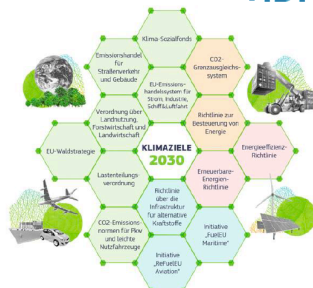 Klima-Sozialfonds
Emissionshandel
für
Straßenverkehr
und Gebäude
CO2-
Grenzausgleichs-
system
EU-Emissions-
handelssystem für
Strom, Industrie,
Schiff&Luftfahrt
Verordnung über
Landnutzung,
Forstwirtschaft und
Landwirtschaft
Richtlinie zur
Besteuerung von
Energie
EU-Waldstrategie
KLIMAZIELE
2030
Energieeffizienz-
Richtlinie
Lastenteilungs-
verordnung
Erneuerbare-
Energien-
Richtlinie
Richtlinie
über die
Infrastruktur
für alternative
Kraftstoffe
CO2-Emissions-
normen für Pkw
und leichte
Nutzfahrzeuge
Initiative
„FuelEU
Maritime"
Initiative
„ReFuelEU
Aviation"